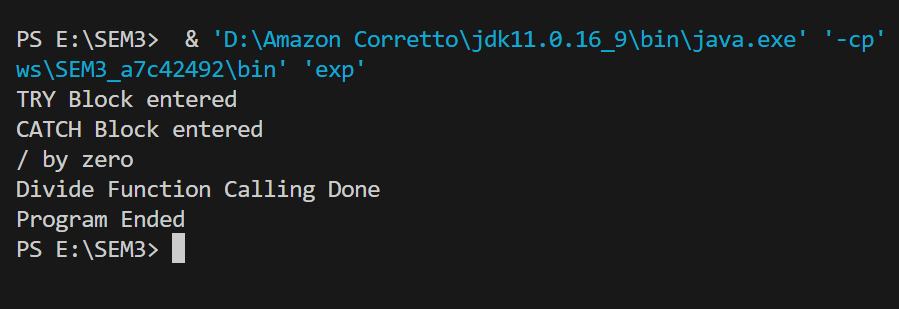 PS E:\SEM3>  & 'D:\Amazon Corretto\jdk11.0.16_9\bin\java.exe' '-cp'
ws\SEM3_a7c42492\bin' 'exp'
TRY Block entered
CATCH Block entered
/ by zero
Divide Function Calling Done
Program Ended
PS E:\SEM3>